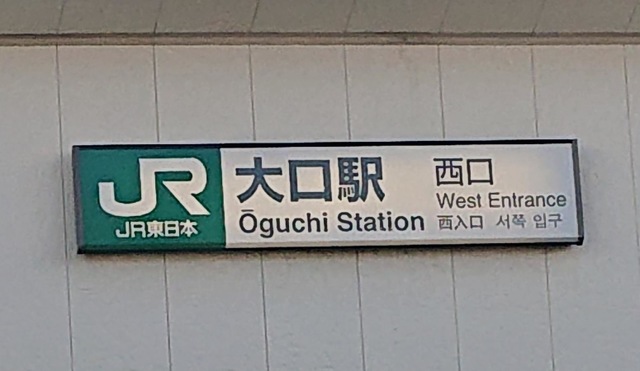 JR
JR東日本
大口駅
Ōguchi Station
西口
West Entrance
西入口 서쪽 입구